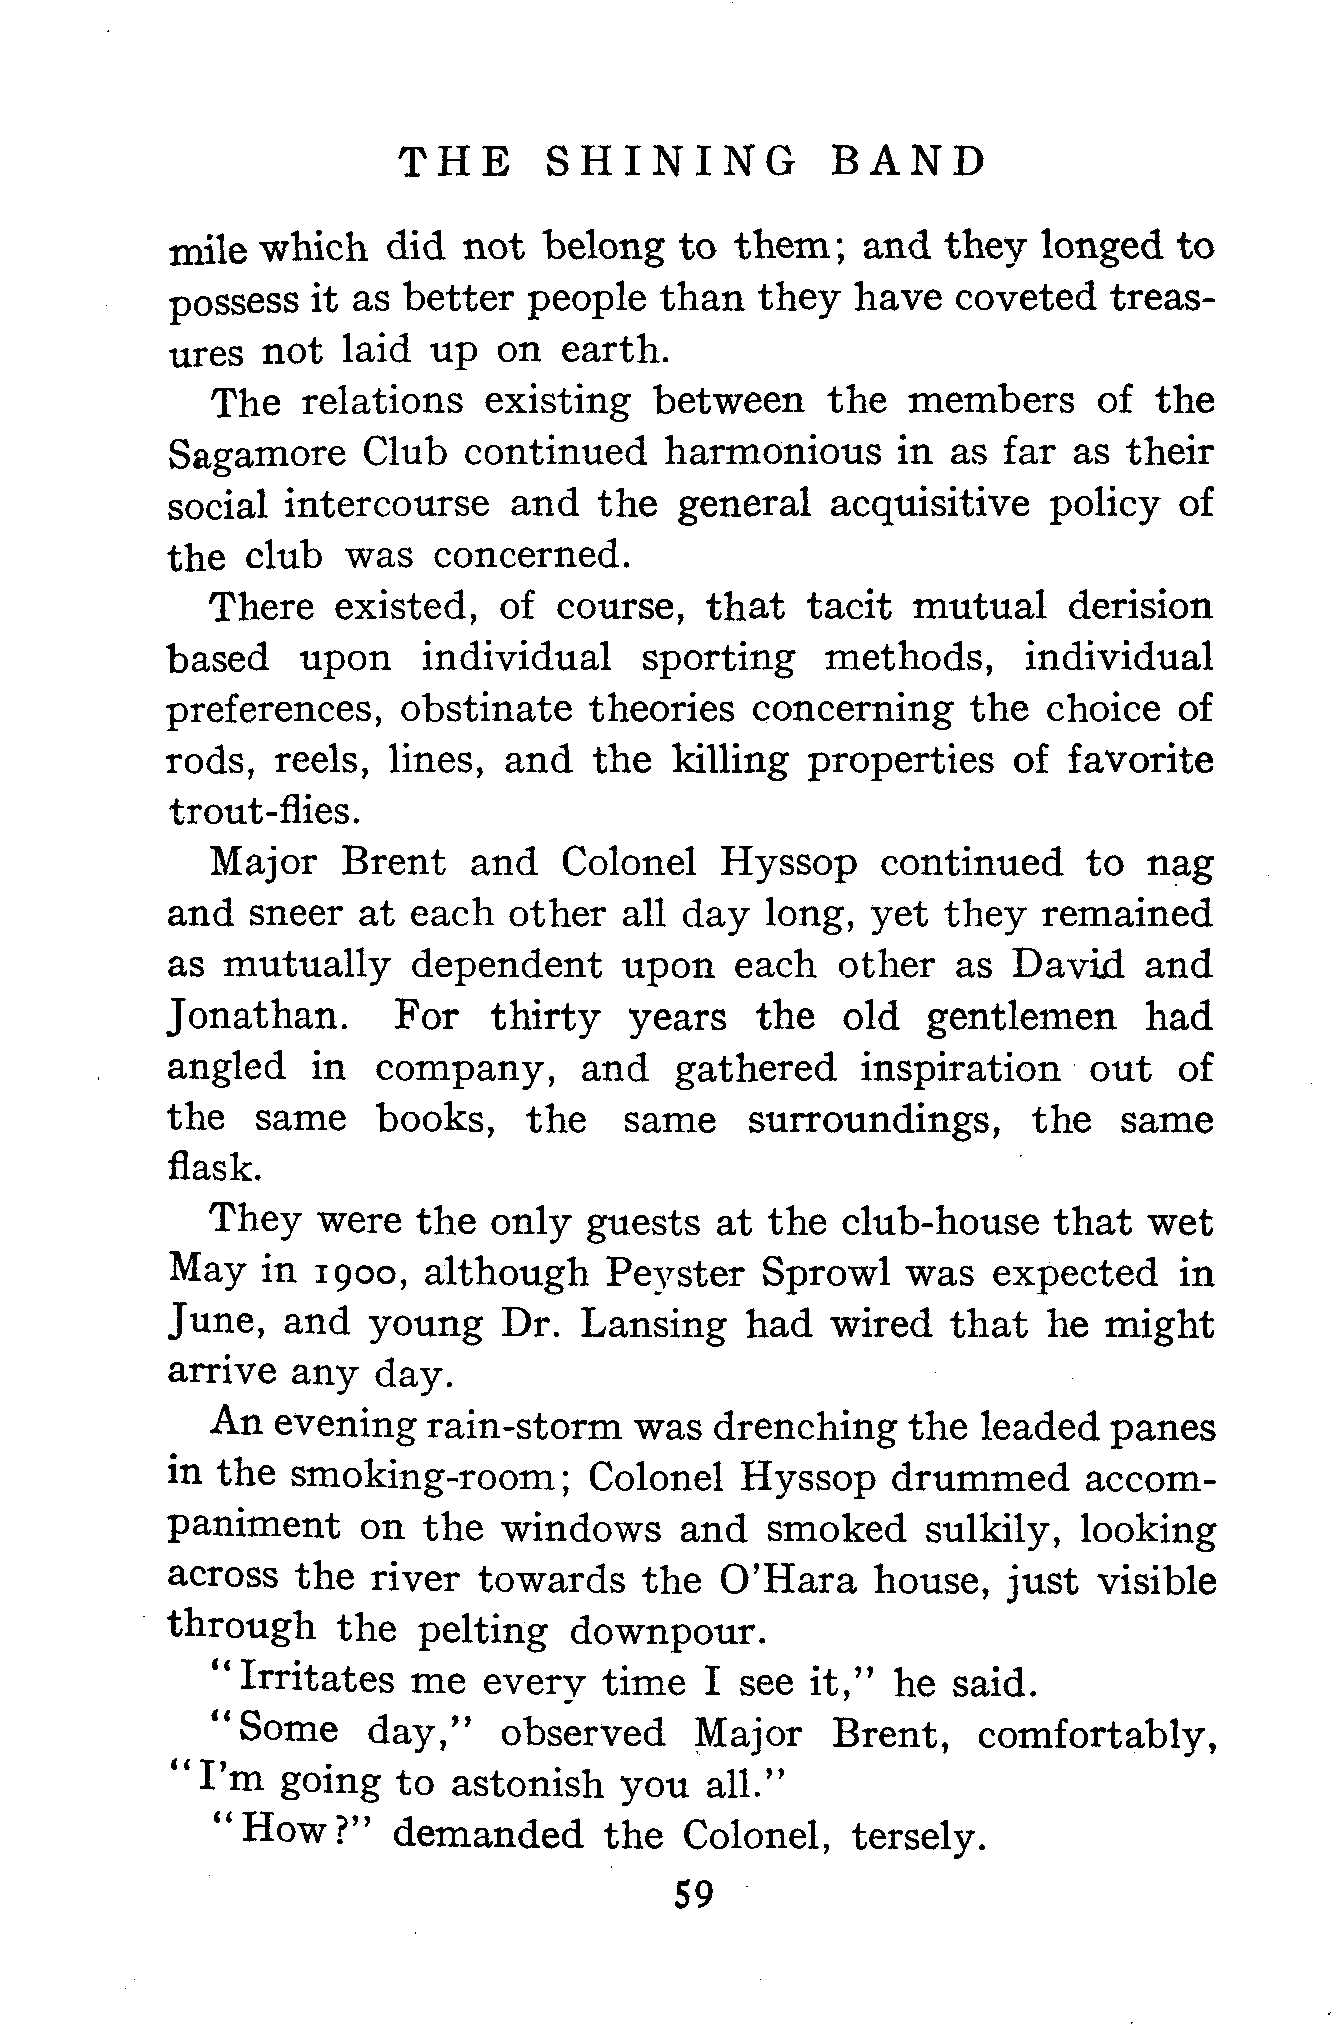 THE SHINING BAND
mile which did not belong to them; and they longed to
possess it as better people than they have coveted treas-
ures not laid up on earth.
The relations existing between the members of the
Sagamore Club continued harmonious in as far as their
social intercourse and the general acquisitive policy of
the club was concerned.
There existed, of course, that tacit mutual derision
based upon individual sporting methods, individual
preferences, obstinate theories concerning the choice of
rods, reels, lines, and the killing properties of favorite
trout-flies.
Major Brent and Colonel Hyssop continued to nag
and sneer at each other all day long, yet they remained
as mutually dependent upon each other as David and
Jonathan. For thirty years the old gentlemen had
angled in company, and gathered inspiration out of
the same books, the same surroundings, the same
flask.
They were the only guests at the club-house that wet
May in 1900, although Peyster Sprowl was expected in
June, and young Dr. Lansing had wired that he might
arrive any day.
An evening rain-storm was drenching the leaded panes
in the smoking-room; Colonel Hyssop drummed accom-
paniment on the windows and smoked sulkily, looking
across the river towards the O'Hara house, just visible
through the pelting downpour.
"Irritates me every time I see it," he said.
"Some day," observed Major Brent, comfortably,
"I'm going to astonish you all."
"How?" demanded the Colonel, tersely.
59